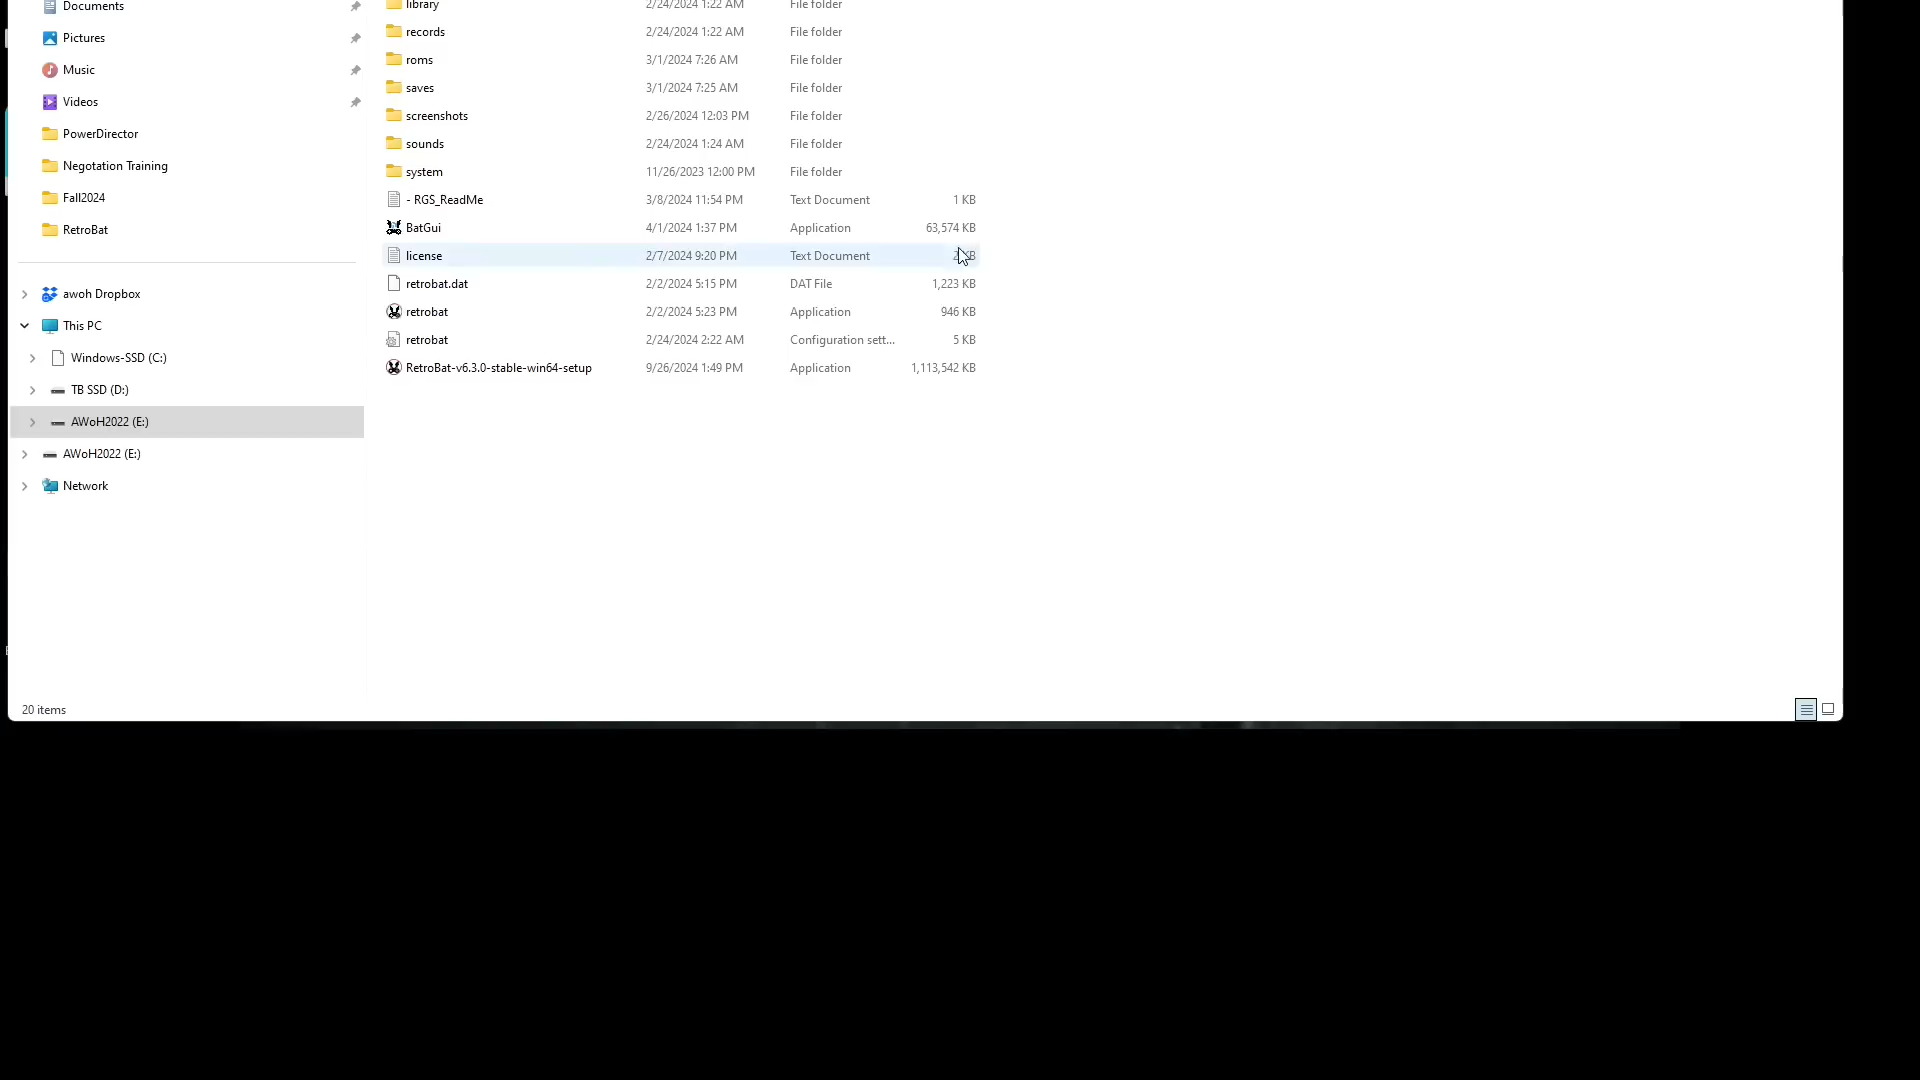 Documents
Pictures
Music
Videos
PowerDirector
Negotation Training
Fall2024
RetroBat
awoh Dropbox
This PC
Windows-SSD (C:)
TB SSD (D:)
AWoH2022 (E:)
AWoH2022 (E:)
Network
library 2/24/2024 1:22 AM File folder
records 2/24/2024 1:22 AM File folder
roms 3/1/2024 7:26 AM File folder
saves 3/1/2024 7:25 AM File folder
screenshots 2/26/2024 12:03 PM File folder
sounds 2/24/2024 1:24 AM File folder
system 11/26/2023 12:00 PM File folder
- RGS_ReadMe 3/8/2024 11:54 PM Text Document 1 KB
BatGui 4/1/2024 1:37 PM Application 63,574 KB
license 2/7/2024 9:20 PM Text Document
retrobat.dat 2/2/2024 5:15 PM DAT File 1,223 KB
retrobat 2/2/2024 5:23 PM Application 946 KB
retrobat 2/24/2024 2:22 AM Configuration sett... 5 KB
RetroBat-v6.3.0-stable-win64-setup 9/26/2024 1:49 PM Application 1,113,542 KB
20 items